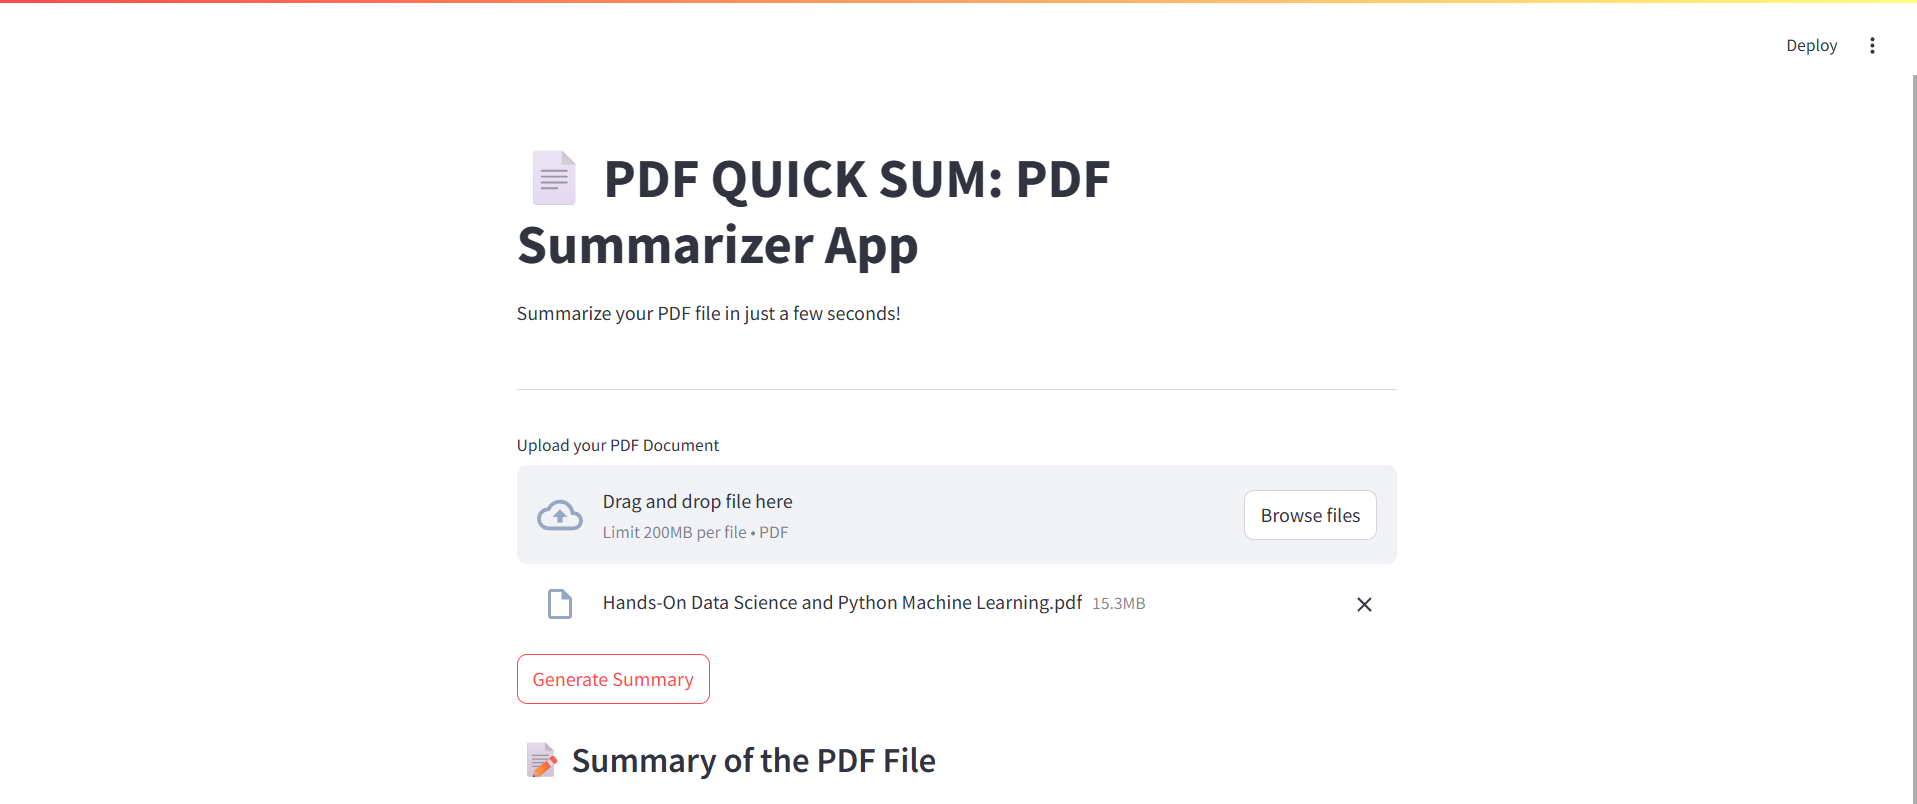 Deploy
PDF QUICK SUM: PDF
Summarizer App
Summarize your PDF file in just a few seconds!
Upload your PDF Document
Drag and drop file here
Limit 200MB per file • PDF
Browse files
Hands-On Data Science and Python Machine Learning.pdf 15.3MB
Generate Summary
Summary of the PDF File